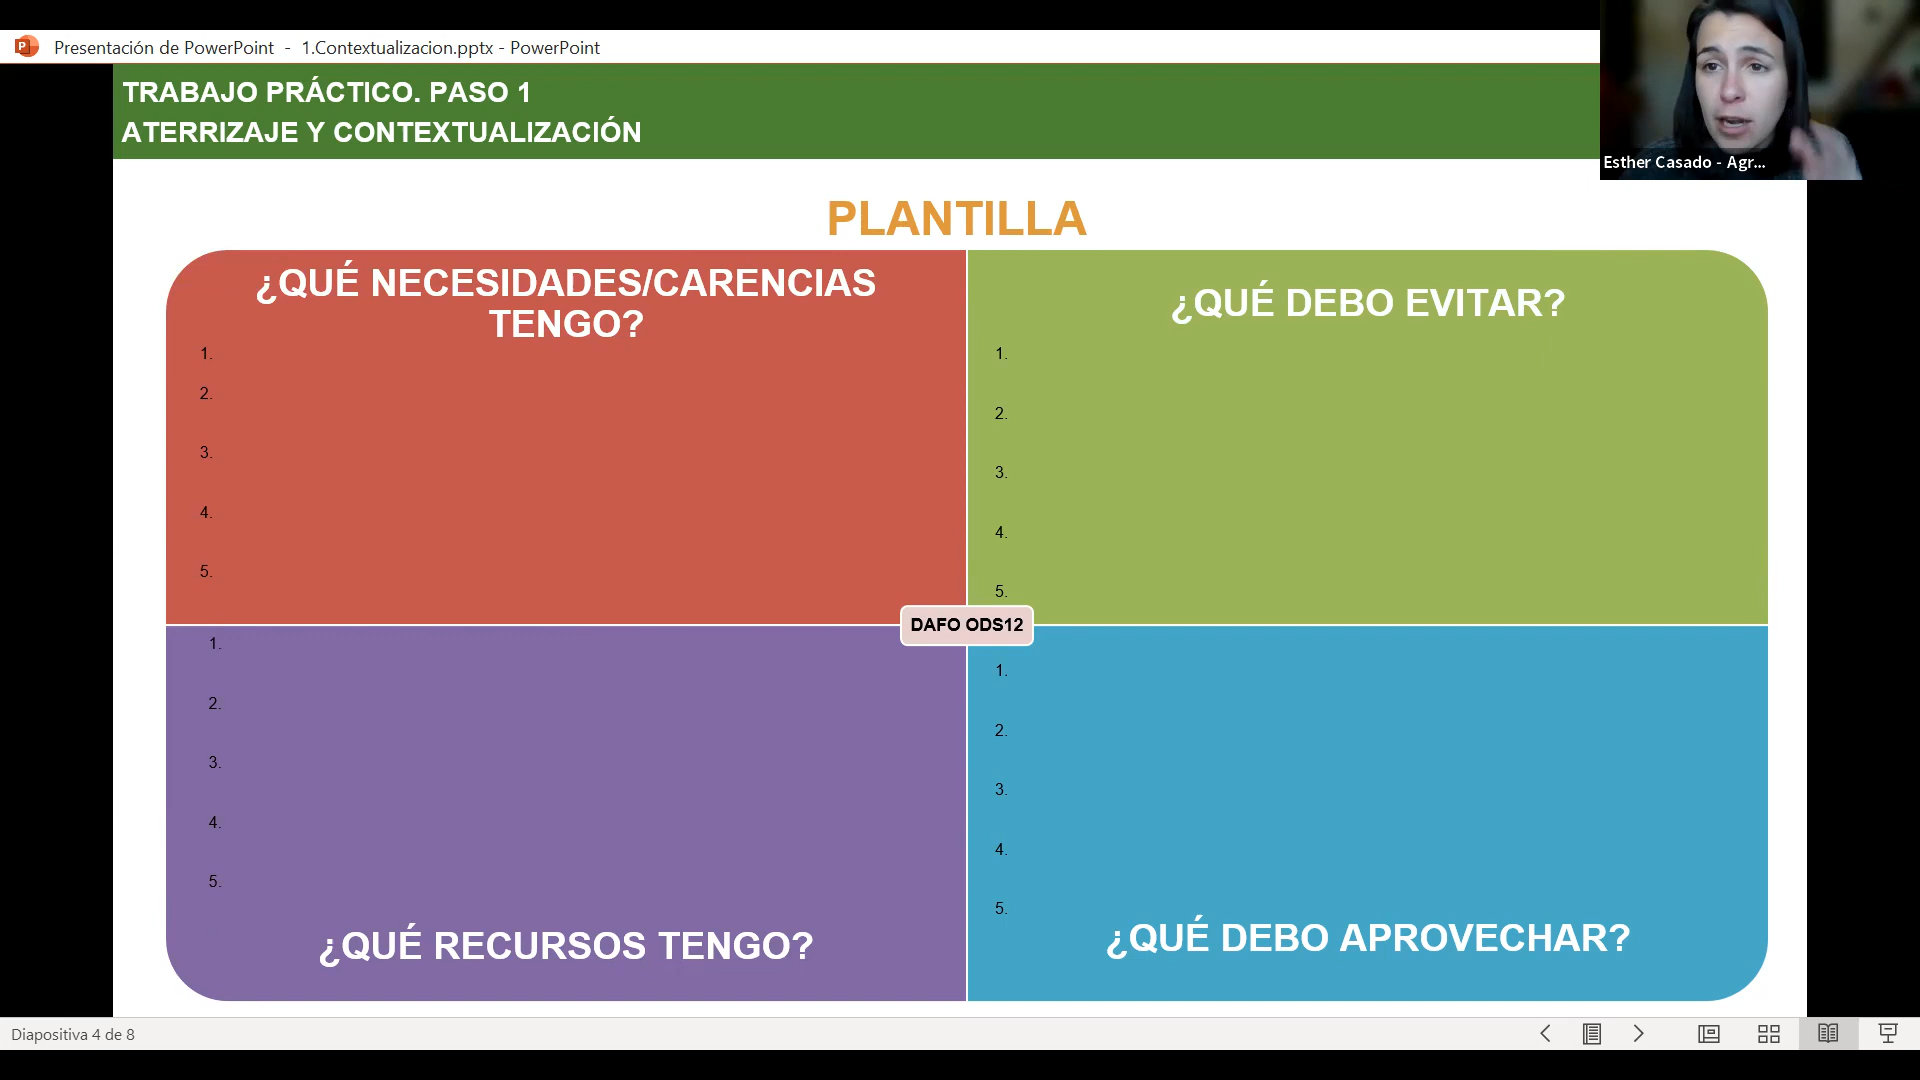 Presentación de PowerPoint - 1.Contextualizacion.pptx - PowerPoint
TRABAJO PRÁCTICO. PASO 1
ATERRIZAJE Y CONTEXTUALIZACIÓN
Esther Casado - Agr...
PLANTILLA
¿QUÉ NECESIDADES/CARENCIAS
TENGO?
1.
2.
3.
4.
5.
¿QUÉ DEBO EVITAR?
1.
2.
3.
4.
5.
DAFO ODS12
1.
2.
3.
4.
5.
¿QUÉ RECURSOS TENGO?
1.
2.
3.
4.
5.
¿QUÉ DEBO APROVECHAR?
Diapositiva 4 de 8